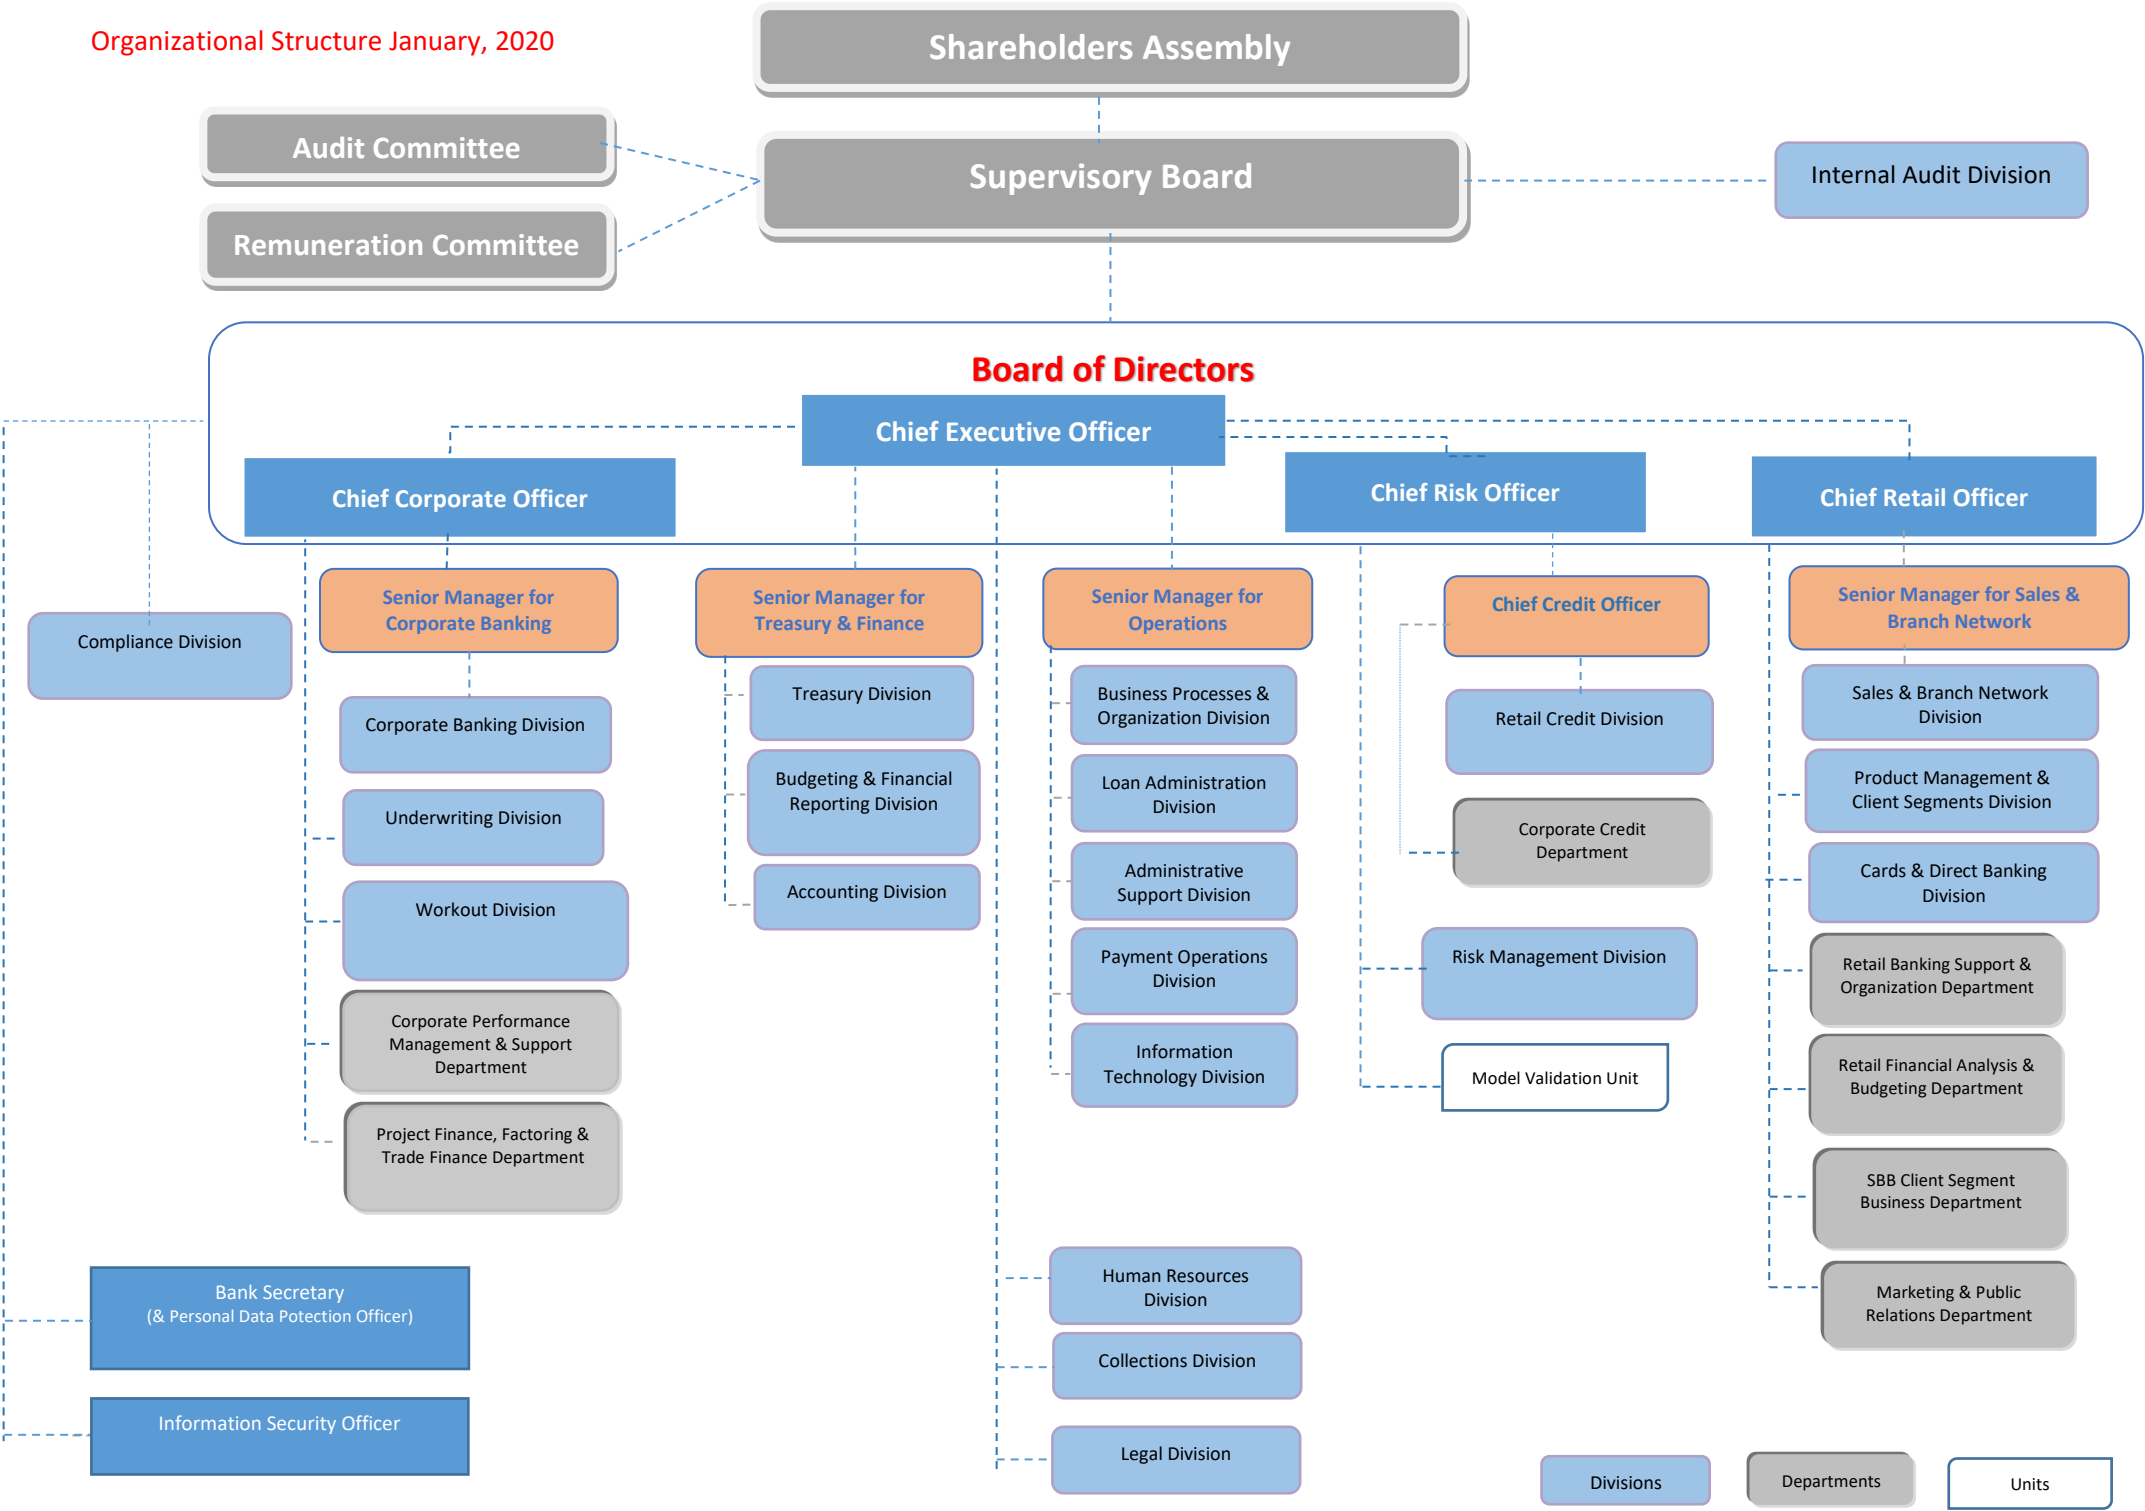 Organizational Structure January, 2020
Shareholders Assembly
Audit Committee
Supervisory Board
Internal Audit Division
Remuneration Committee
Board of Directors
Chief Executive Officer
Chief Corporate Officer
Chief Risk Officer
Chief Retail Officer
Compliance Division
Senior Manager for
Corporate Banking
Corporate Banking Division
Underwriting Division
Workout Division
Corporate Performance
Management & Support
Department
Project Finance, Factoring &
Trade Finance Department
Senior Manager for
Treasury & Finance
Treasury Division
Budgeting & Financial
Reporting Division
Accounting Division
Senior Manager for
Operations
Business Processes &
Organization Division
Loan Administration
Division
Administrative
Support Division
Payment Operations
Division
Information
Technology Division
Human Resources
Division
Collections Division
Legal Division
Chief Credit Officer
Retail Credit Division
Corporate Credit
Department
Risk Management Division
Model Validation Unit
Senior Manager for Sales &
Branch Network
Sales & Branch Network
Division
Product Management &
Client Segments Division
Cards & Direct Banking
Division
Retail Banking Support &
Organization Department
Retail Financial Analysis &
Budgeting Department
SBB Client Segment
Business Department
Marketing & Public
Relations Department
Bank Secretary
(& Personal Data Potection Officer)
Information Security Officer
Divisions
Departments
Units